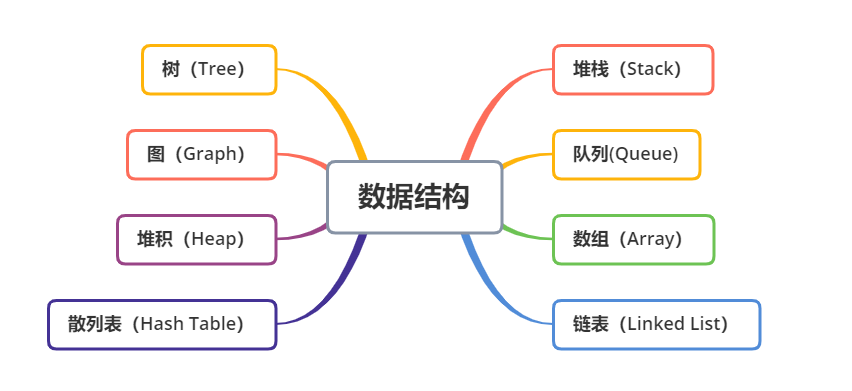 数据结构
树（Tree）
图（Graph）
堆积（Heap）
散列表（Hash Table）
堆栈（Stack）
队列(Queue)
数组（Array）
链表（Linked List）